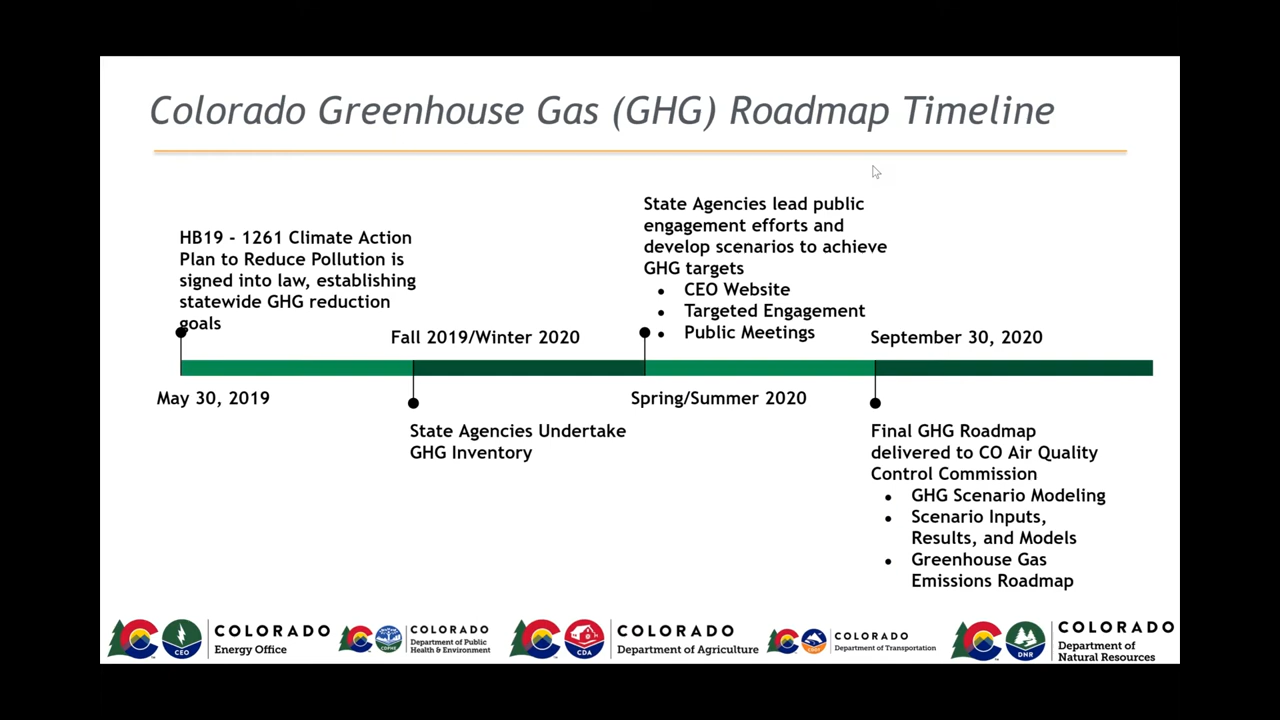 Colorado Greenhouse Gas (GHG) Roadmap Timeline
HB19 - 1261 Climate Action
Plan to Reduce Pollution is
signed into law, establishing
statewide GHG reduction
goals
May 30, 2019
Fall 2019/Winter 2020
State Agencies Undertake
GHG Inventory
State Agencies lead public
engagement efforts and
develop scenarios to achieve
GHG targets
● CEO Website
● Targeted Engagement
● Public Meetings
Spring/Summer 2020
September 30, 2020
Final GHG Roadmap
delivered to CO Air Quality
Control Commission
● GHG Scenario Modeling
● Scenario Inputs,
Results, and Models
● Greenhouse Gas
Emissions Roadmap
CEO
COLORADO
Energy Office
CDPHE
COLORADO
Department of Public
Health & Environment
CDA
COLORADO
Department of Agriculture
CDOT
COLORADO
Department of Transportation
DNR
COLORADO
Department of
Natural Resources